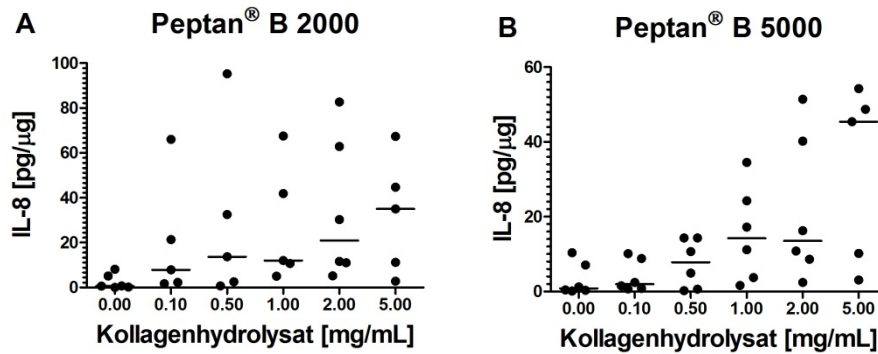 A
Peptan® B 2000
IL-8 [pg/µg]
100
80
60
40
20
0
0.00 0.10 0.50 1.00 2.00 5.00
Kollagenhydrolysat [mg/mL]
B
Peptan® B 5000
IL-8 [pg/µg]
60
40
20
0
0.00 0.10 0.50 1.00 2.00 5.00
Kollagenhydrolysat [mg/mL]